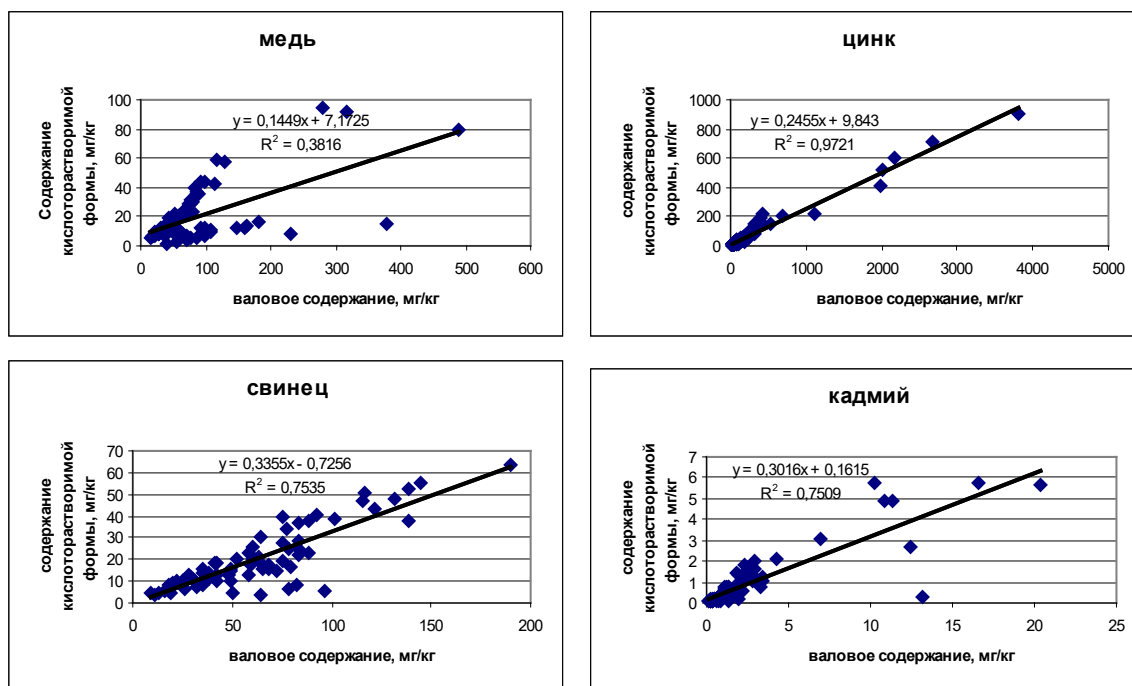 медь
Содержание
кислоторастворимой
формы, мг/кг
100
80
60
40
20
0
y = 0,1449x + 7,1725
R² = 0,3816
0 100 200 300 400 500 600
валовое содержание, мг/кг
цинк
содержание
кислоторастворимой
формы, мг/кг
1000
800
600
400
200
0
y = 0,2455x + 9,843
R² = 0,9721
0 1000 2000 3000 4000 5000
валовое содержание, мг/кг
свинец
содержание
кислоторастворимой
формы, мг/кг
70
60
50
40
30
20
10
0
y = 0,3355x - 0,7256
R² = 0,7535
0 50 100 150 200
валовое содержание, мг/кг
кадмий
содержание
кислоторастворимой
формы, мг/кг
7
6
5
4
3
2
1
0
y = 0,3016x + 0,1615
R² = 0,7509
0 5 10 15 20 25
валовое содержание, мг/кг